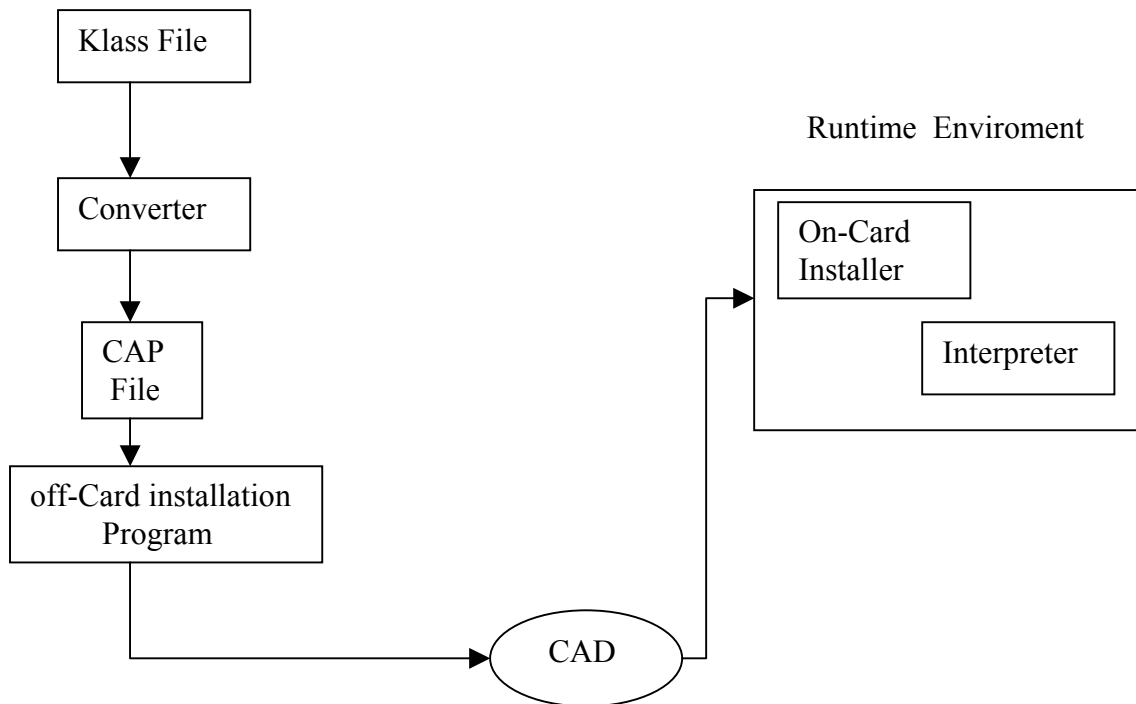 Klass File
Converter
CAP
File
off-Card installation
Program
CAD
Runtime Enviroment
On-Card
Installer
Interpreter